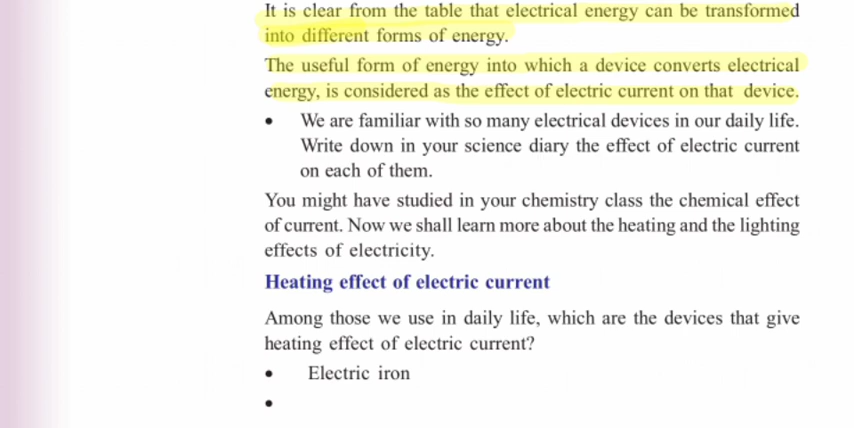 It is clear from the table that electrical energy can be transformed
into different forms of energy.
The useful form of energy into which a device converts electrical
energy, is considered as the effect of electric current on that device.
• We are familiar with so many electrical devices in our daily life.
Write down in your science diary the effect of electric current
on each of them.
You might have studied in your chemistry class the chemical effect
of current. Now we shall learn more about the heating and the lighting
effects of electricity.
Heating effect of electric current
Among those we use in daily life, which are the devices that give
heating effect of electric current?
• Electric iron
•